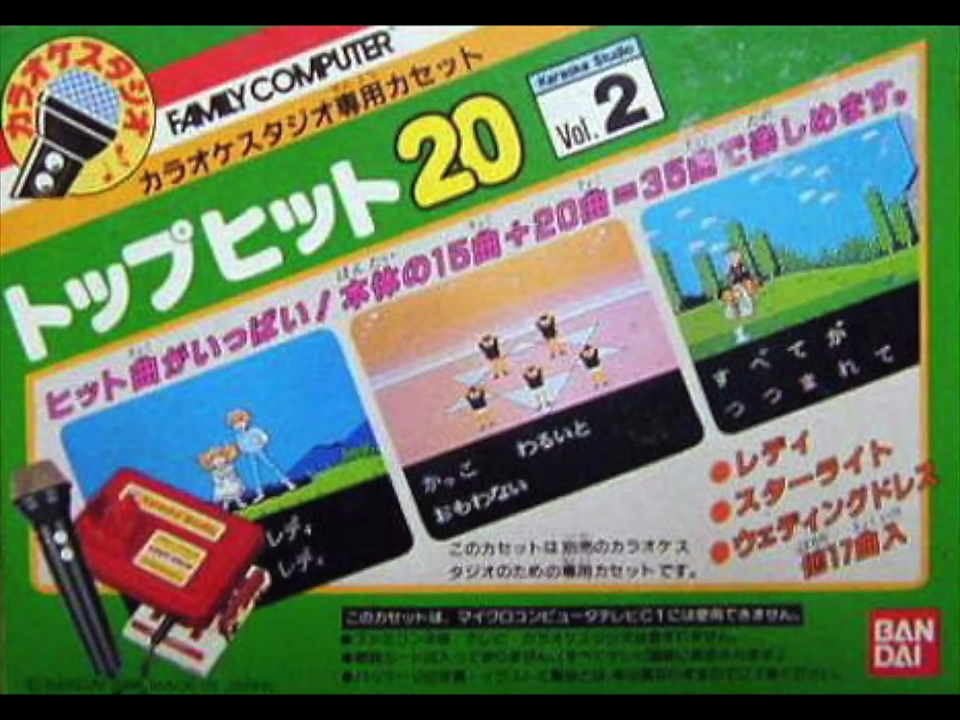 カラオケスタジオ
FAMILY COMPUTER
カラオケスタジオ専用カセット
Karaoke Studio
Vol. 2
トップヒット20
ヒット曲がいっぱい! 本体の15曲+20曲=35曲で楽しめます。
レディ
レディ
かっこ わるいと
おもわない
すべてが
つつまれて
●レディ
●スターライト
●ウェディングドレス
他17曲入
このカセットは別売のカラオケス
タジオのための専用カセットです。
このカセットは、マイクロコンピュータテレビC1には使用できません。
BAN
DAI